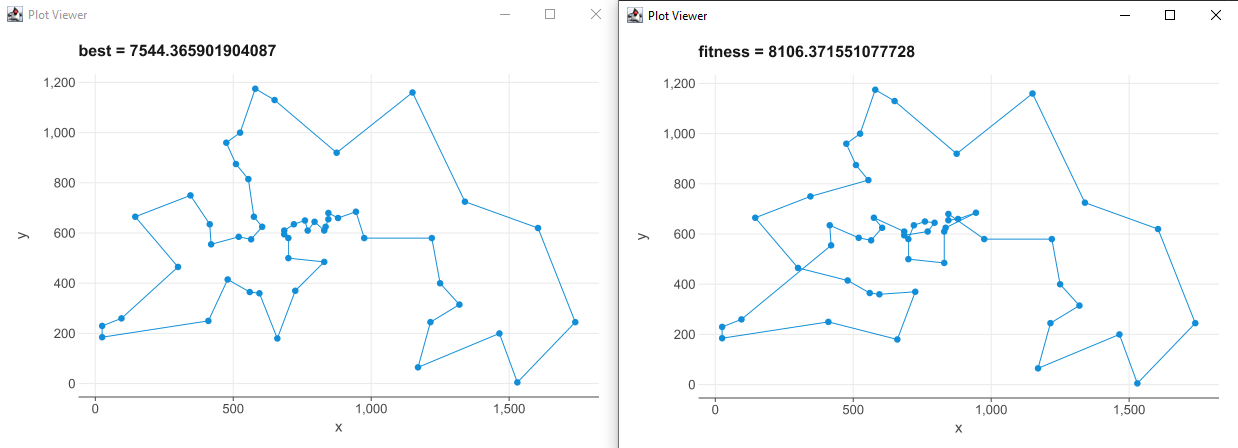 Plot Viewer
best = 7544.365901904087
1,200
1,000
800
600
400
200
0
y
0 500 1,000 1,500
x
Plot Viewer
fitness = 8106.371551077728
1,200
1,000
800
600
400
200
0
y
0 500 1,000 1,500
x